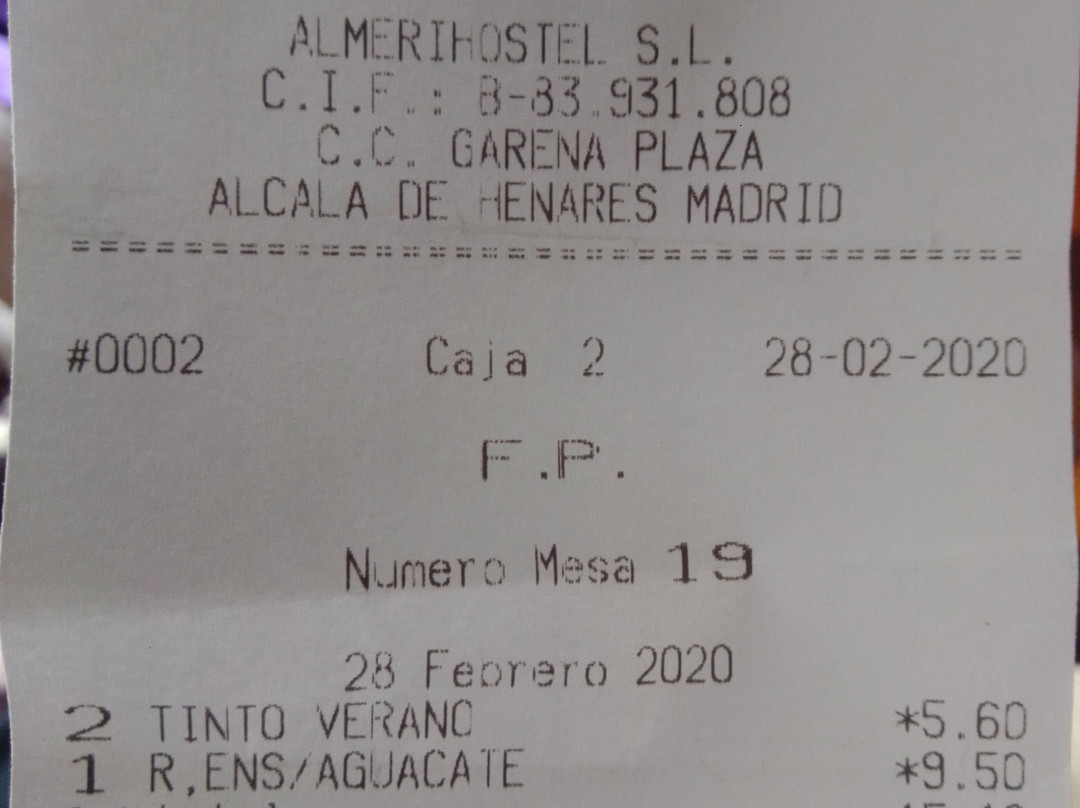 ALMERIHOSTEL S.L.
C.I.F.: B-83.931.808
C.C. GARENA PLAZA
ALCALA DE HENARES MADRID
========================================
#0002 Caja 2 28-02-2020
F.P.
Numero Mesa 19
28 Febrero 2020
2 TINTO VERANO *5.60
1 R,ENS/AGUACATE *9.50